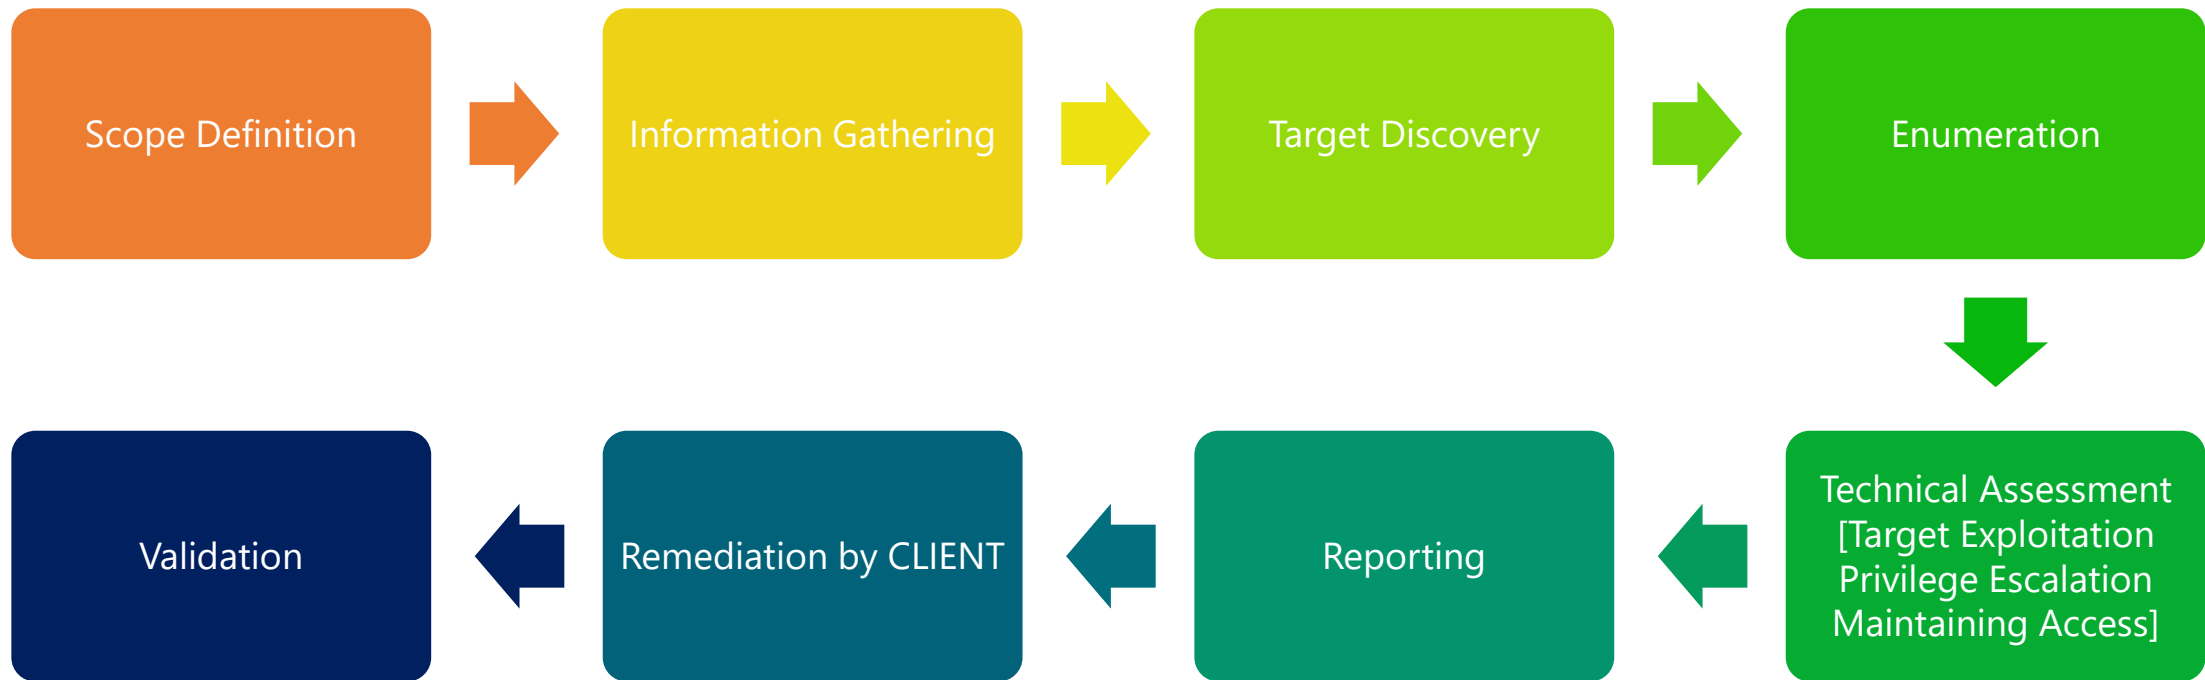 Scope Definition
Information Gathering
Target Discovery
Enumeration
Technical Assessment
[Target Exploitation
Privilege Escalation
Maintaining Access]
Reporting
Remediation by CLIENT
Validation